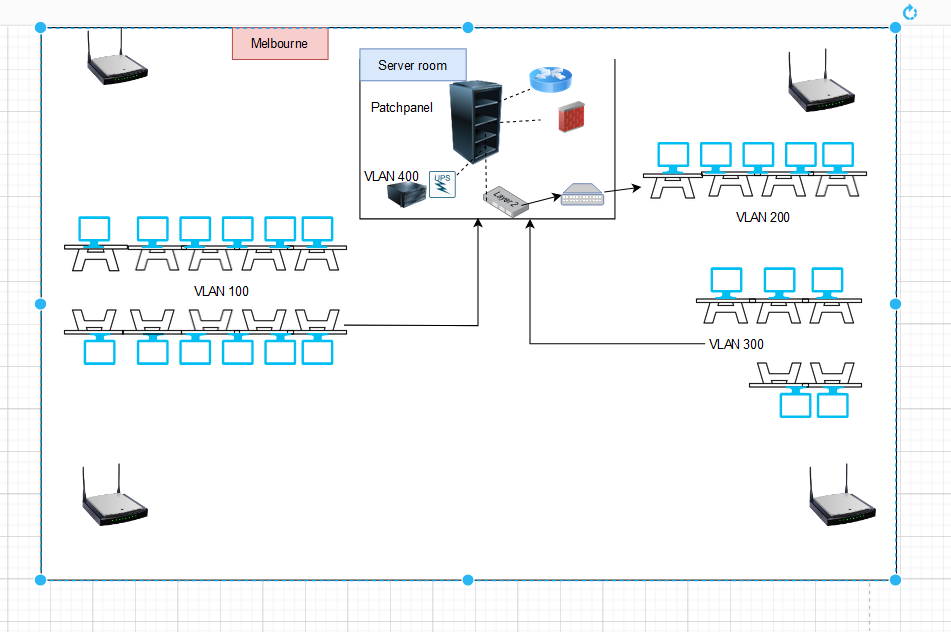 Melbourne
Server room
Patchpanel
VLAN 400
UPS
Layer 2
VLAN 200
VLAN 100
VLAN 300